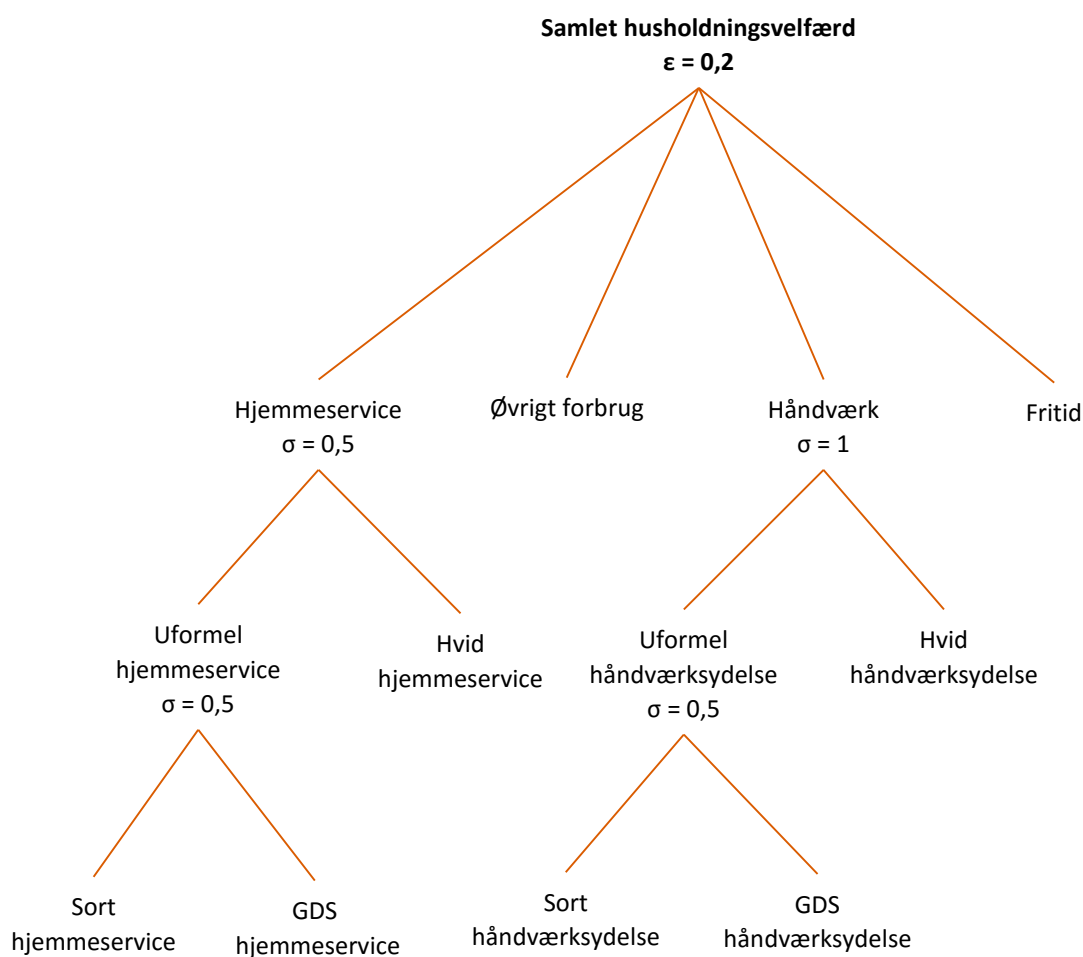 Samlet husholdningsvelfærd
ε = 0,2
Hjemmeservice
σ = 0,5
Øvrigt forbrug
Håndværk
σ = 1
Fritid
Uformel
hjemmeservice
σ = 0,5
Hvid
hjemmeservice
Uformel
håndværksydelse
σ = 0,5
Hvid
håndværksydelse
Sort
hjemmeservice
GDS
hjemmeservice
Sort
håndværksydelse
GDS
håndværksydelse